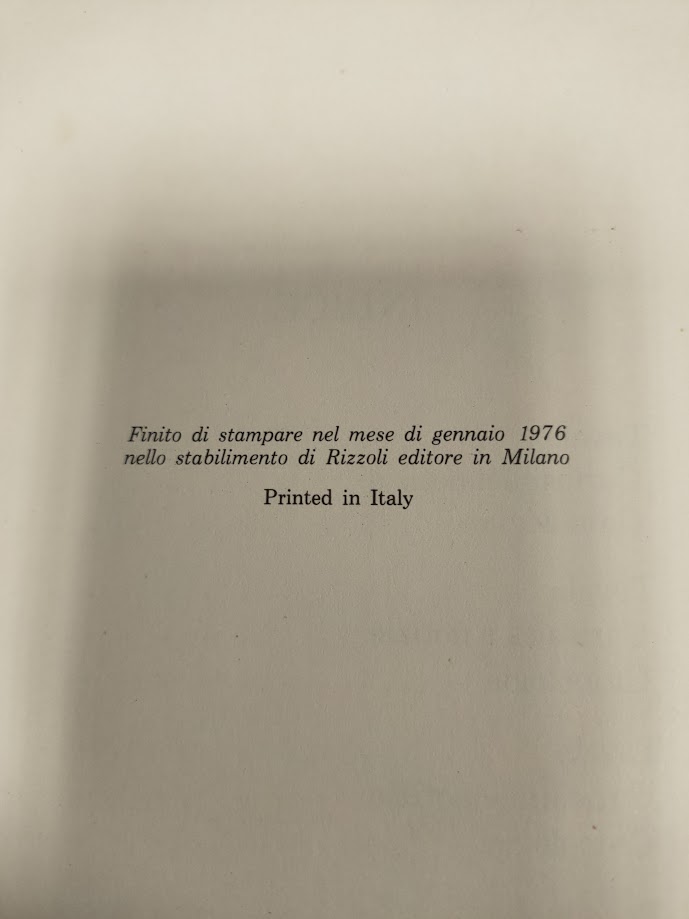 Finito di stampare nel mese di gennaio 1976
nello stabilimento di Rizzoli editore in Milano
Printed in Italy